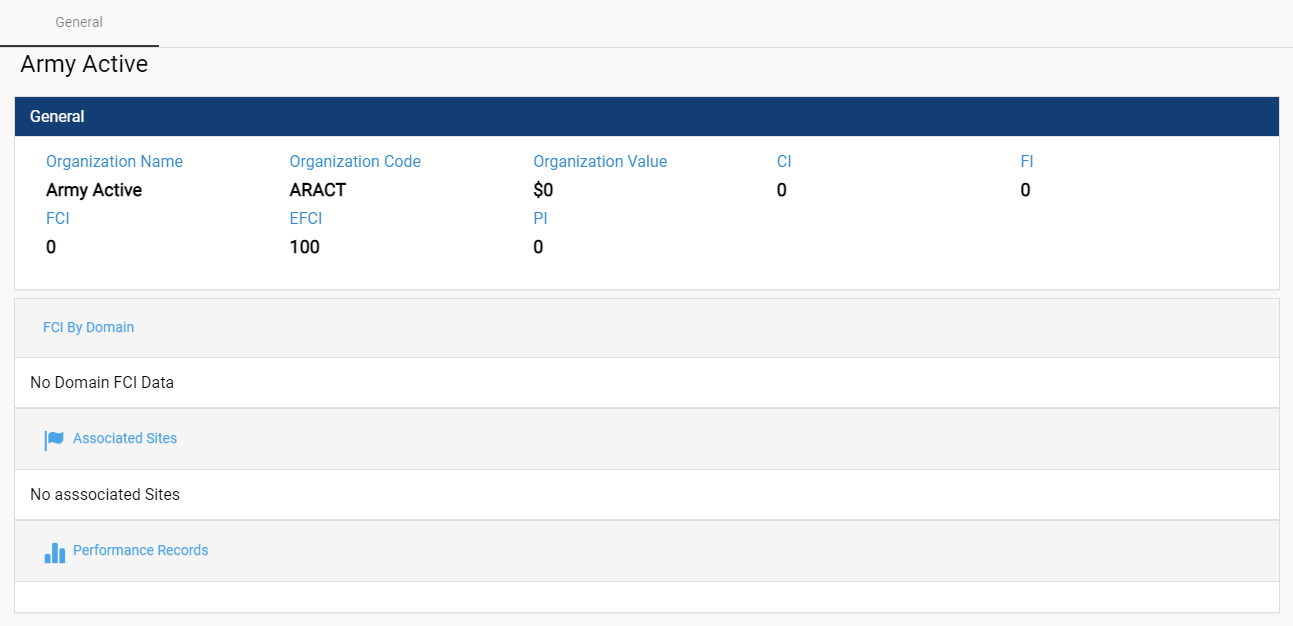 General
Army Active
General
Organization Name Organization Code Organization Value CI FI
Army Active ARACT $0 0 0
FCI EFCI PI
0 100 0
FCI By Domain
No Domain FCI Data
Associated Sites
No asssociated Sites
Performance Records